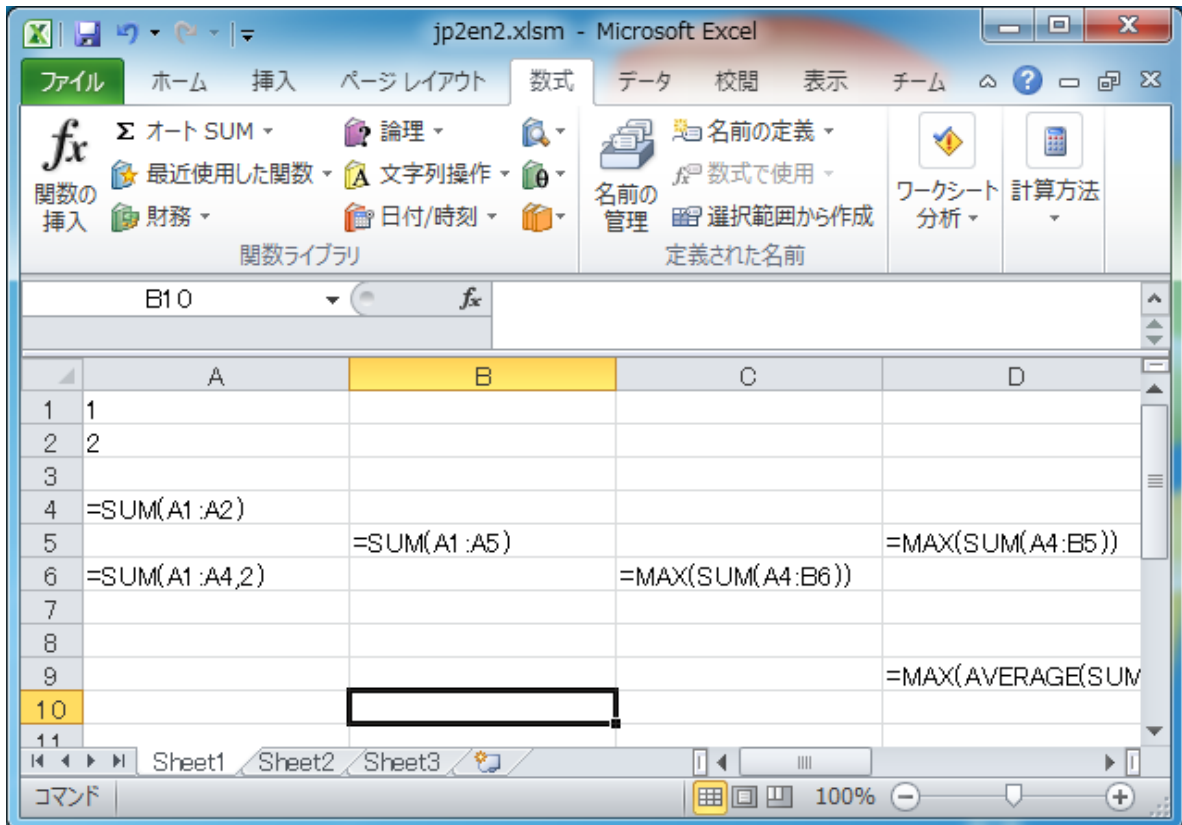 jp2en2.xlsm - Microsoft Excel
ファイル ホーム 挿入 ページ レイアウト 数式 データ 校閲 表示 チーム
fx Σ オート SUM 論理 名前の定義
最近使用した関数 A 文字列操作 θ fx 数式で使用
関数の挿入 財務 日付/時刻 名前の管理 選択範囲から作成 ワークシート分析 計算方法
関数ライブラリ 定義された名前
B10 fx
A B C D
1 1
2 2
3
4 =SUM(A1:A2)
5 =SUM(A1:A5) =MAX(SUM(A4:B5))
6 =SUM(A1:A4,2) =MAX(SUM(A4:B6))
7
8
9 =MAX(AVERAGE(SUM
10
11
Sheet1 Sheet2 Sheet3
コマンド 100%